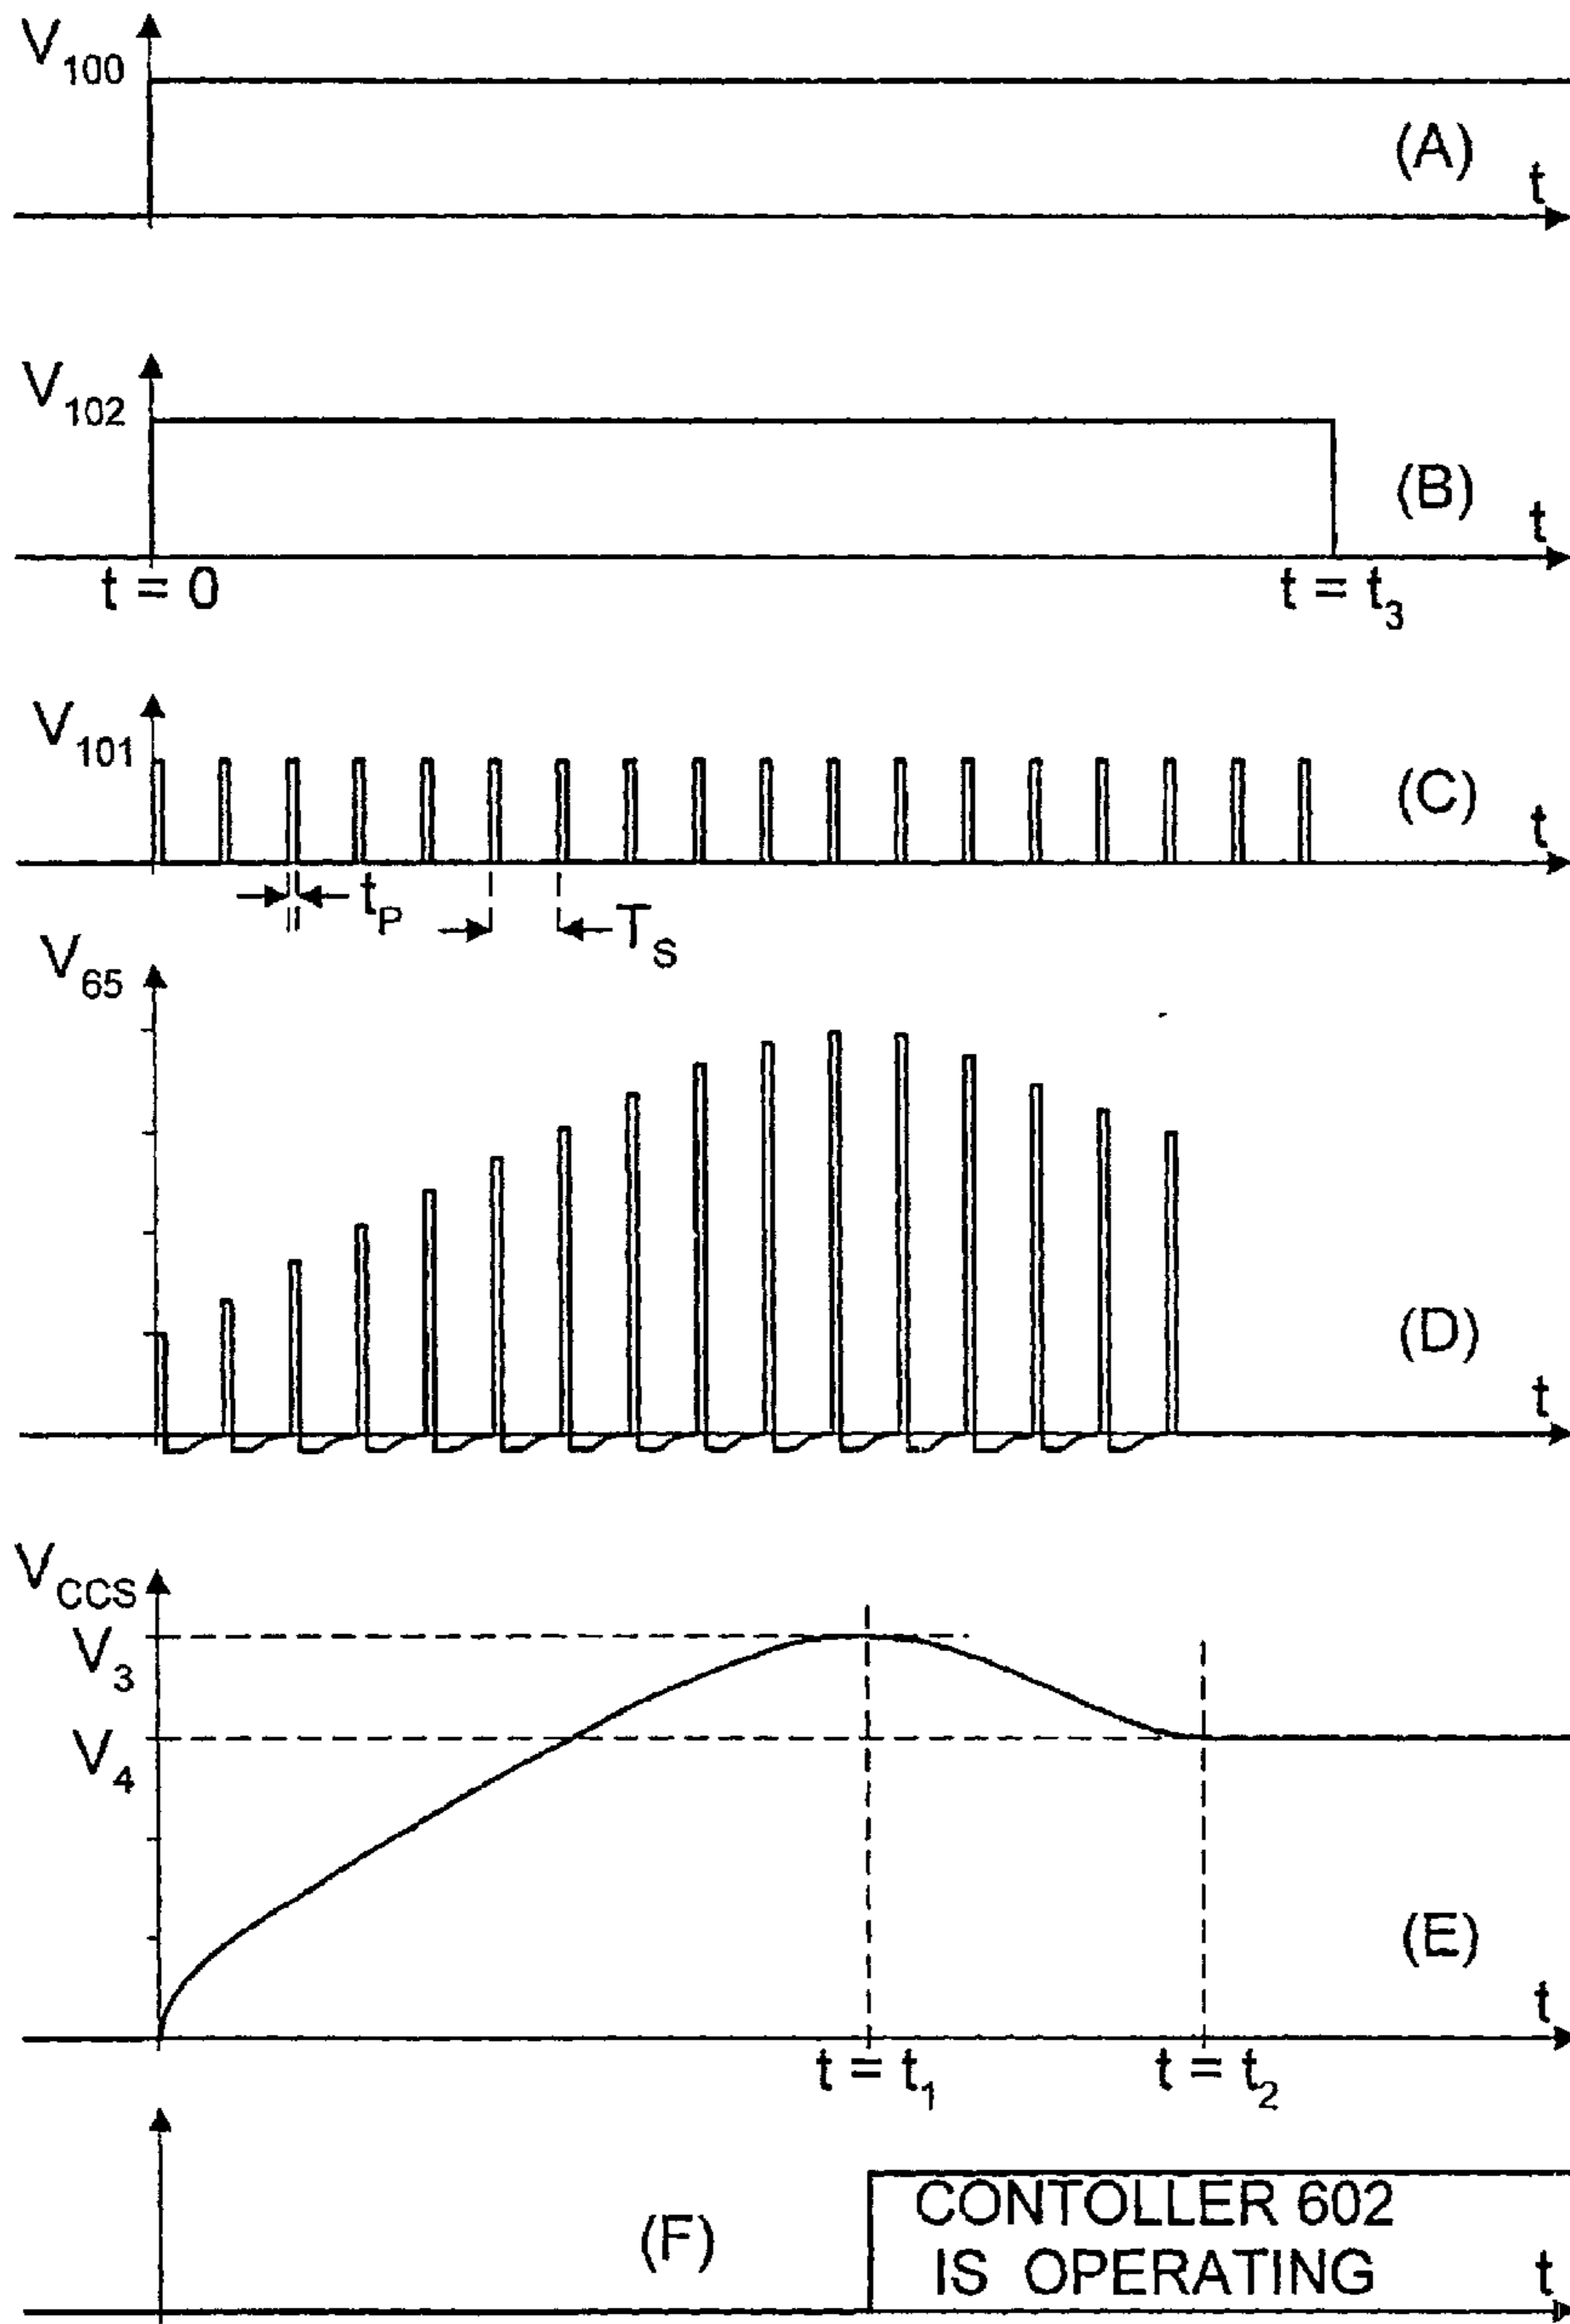 V100
(A)
t
V102
(B)
t
t = 0
t = t3
V101
(C)
t
tP
TS
V65
(D)
t
VCCS
V3
V4
(E)
t
t = t1
t = t2
(F)
CONTOLLER 602
IS OPERATING
t